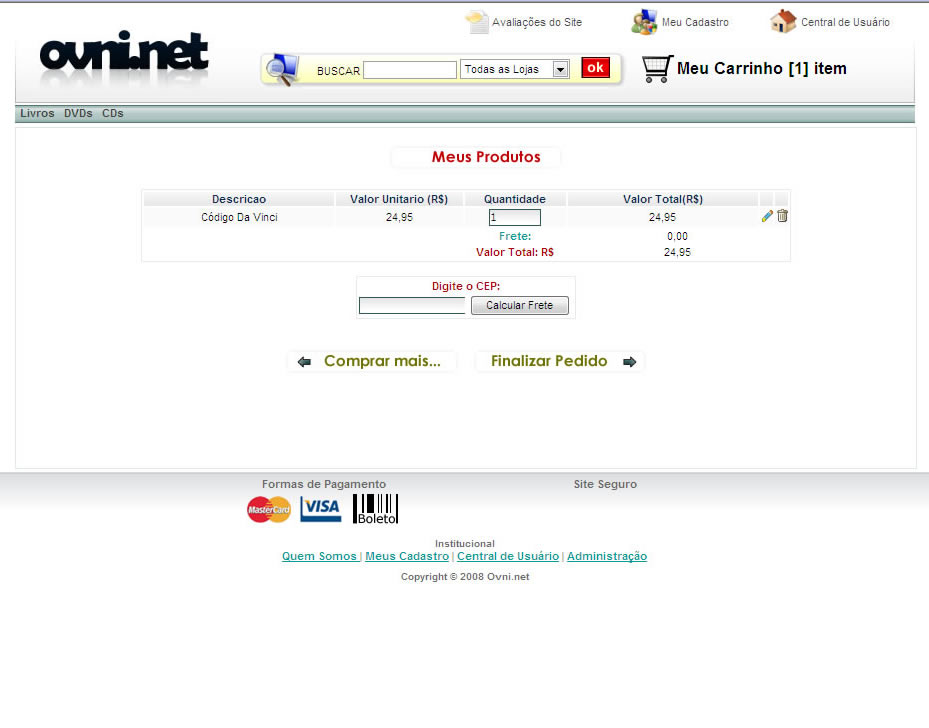 Avaliações do Site Meu Cadastro Central de Usuário
ovni.net
BUSCAR Todas as Lojas ok Meu Carrinho [1] item
Livros DVDs CDs
Meus Produtos
Descricao Valor Unitario (R$) Quantidade Valor Total(R$)
Código Da Vinci 24,95 1 24,95
Frete: 0,00
Valor Total: R$ 24,95
Digite o CEP:
Calcular Frete
Comprar mais... Finalizar Pedido
Formas de Pagamento Site Seguro
MasterCard VISA Boleto
Institucional
Quem Somos | Meus Cadastro | Central de Usuário | Administração
Copyright © 2008 Ovni.net